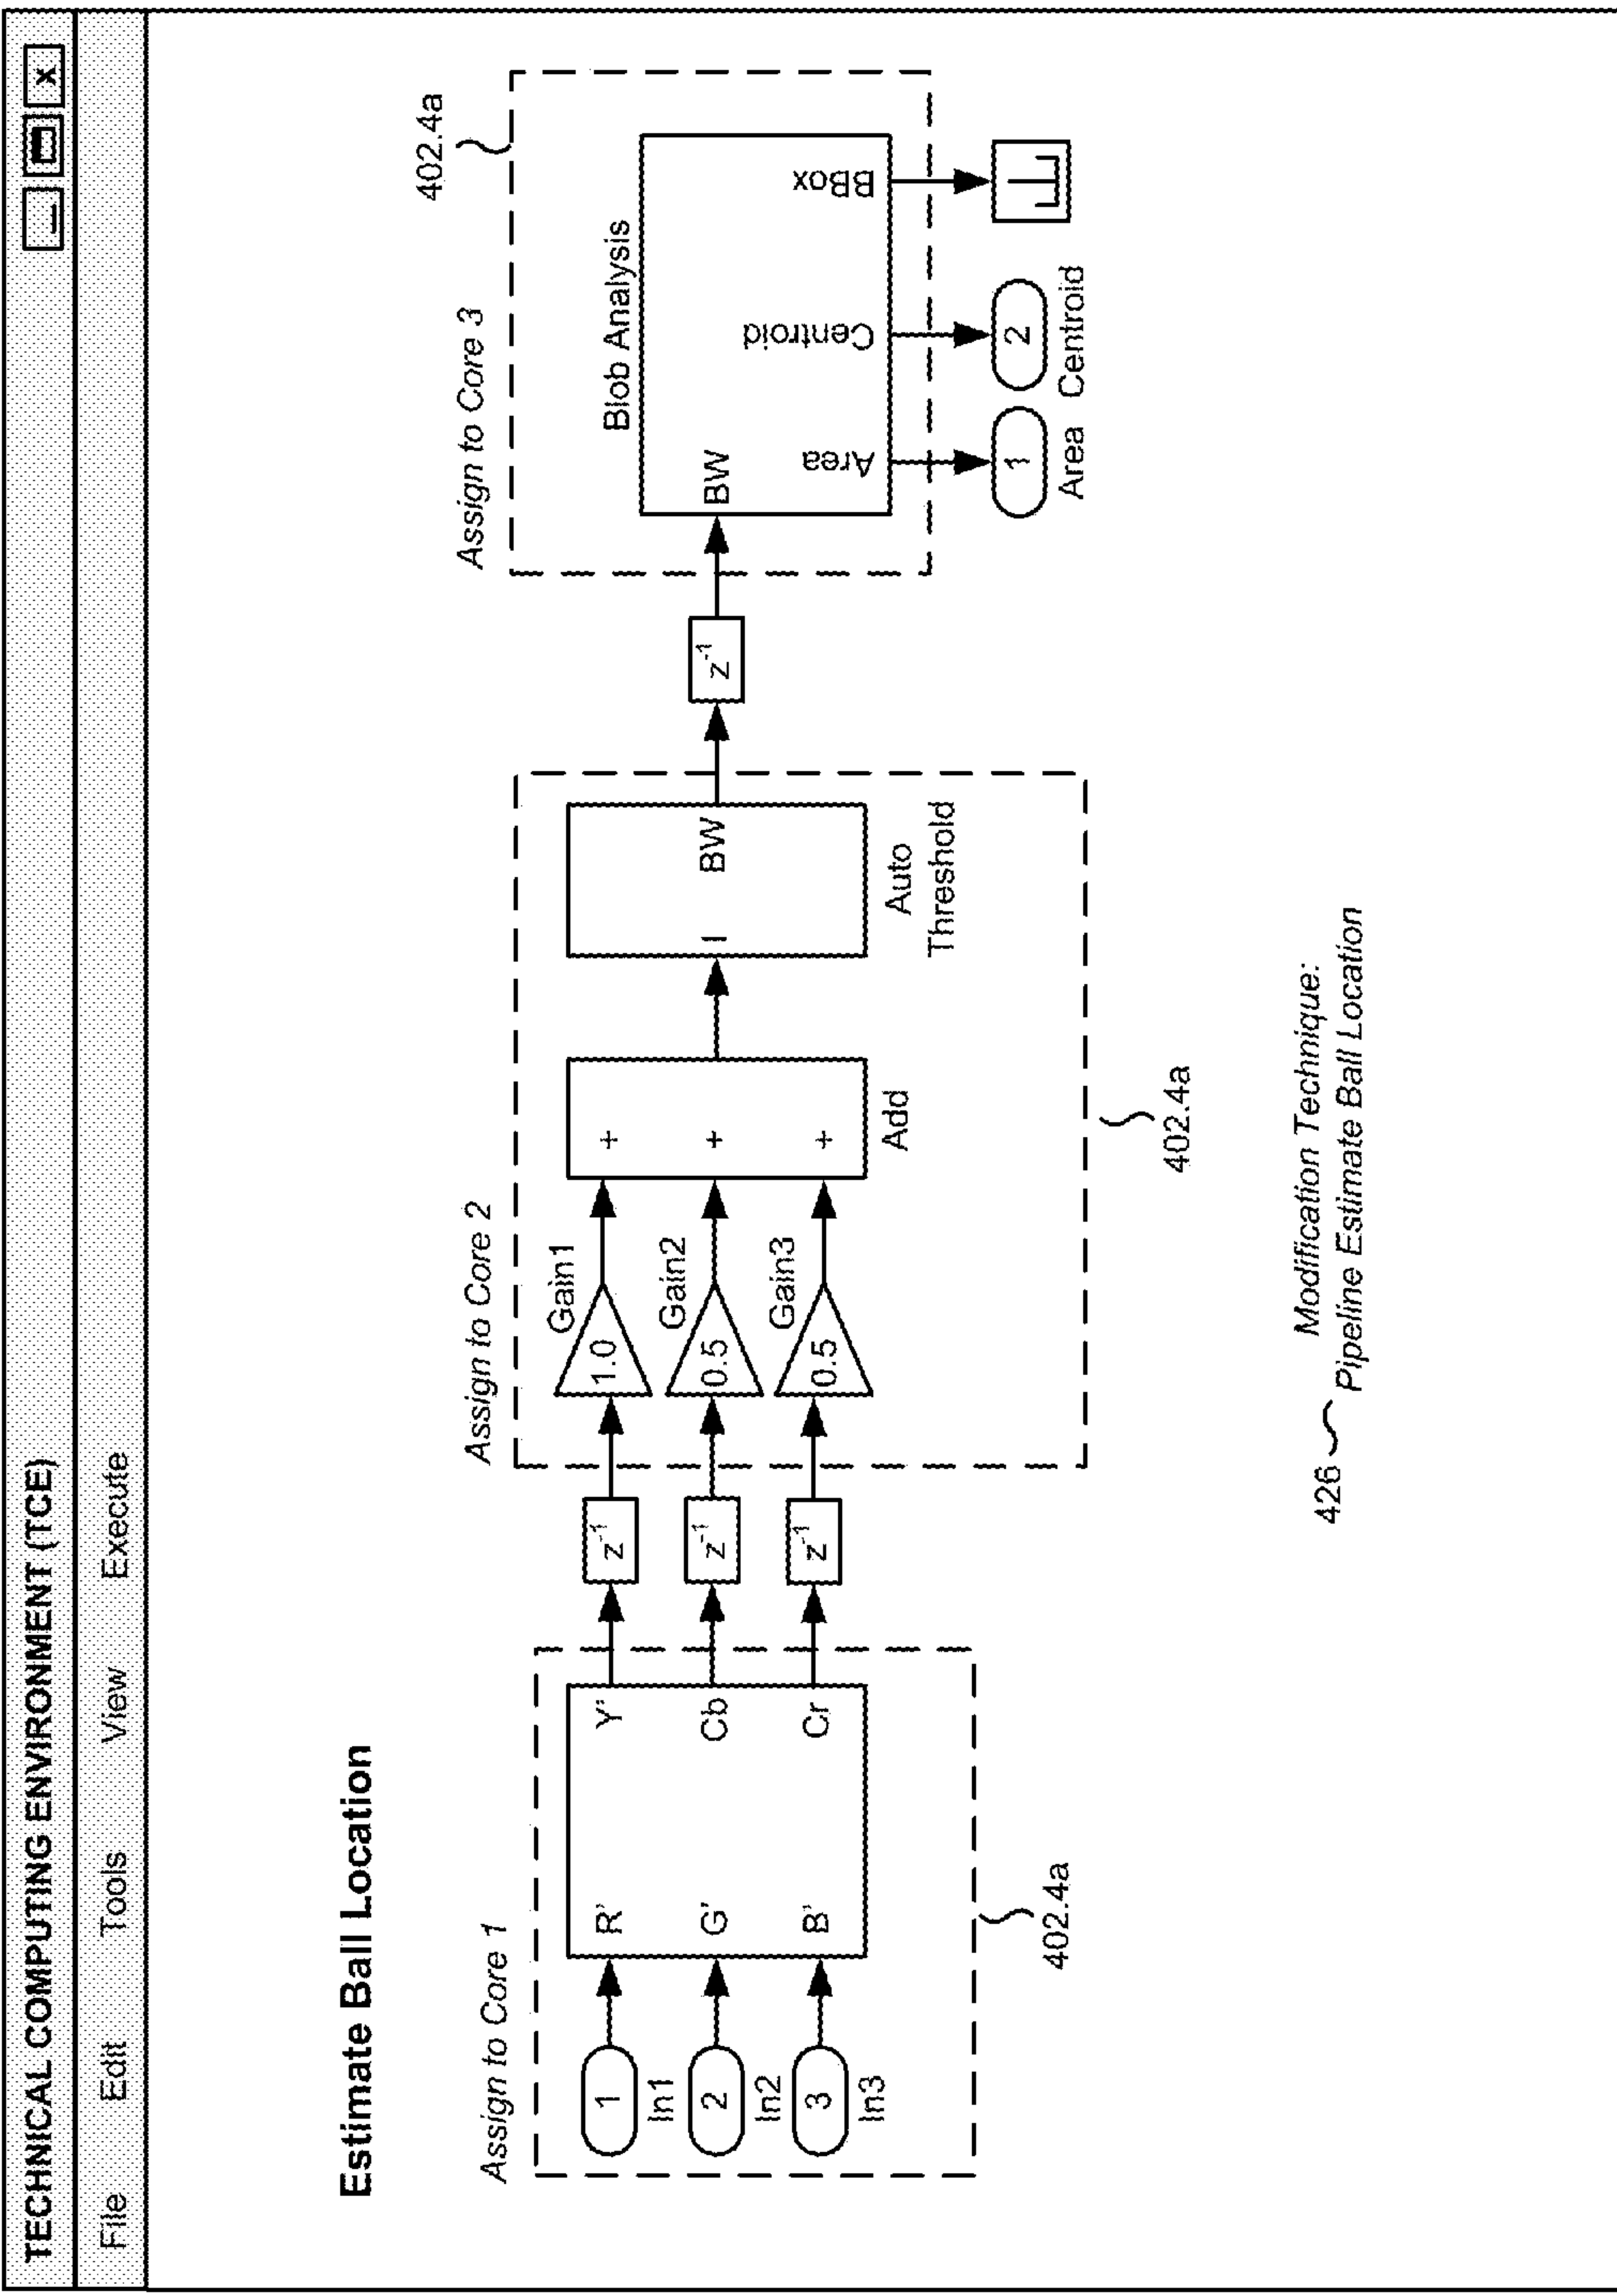 TECHNICAL COMPUTING ENVIRONMENT (TCE)
_ X
File Edit Tools View Execute
Estimate Ball Location
Assign to Core 1
1
In1
2
In2
3
In3
R'
G'
B'
Y'
Cb
Cr
402.4a
z⁻¹
z⁻¹
z⁻¹
Assign to Core 2
1.0
Gain1
0.5
Gain2
0.5
Gain3
+
+
+
Add
I
BW
Auto
Threshold
402.4a
z⁻¹
Assign to Core 3
402.4a
Blob Analysis
BW
Area
Centroid
BBox
1
Area
2
Centroid
426
Modification Technique:
Pipeline Estimate Ball Location